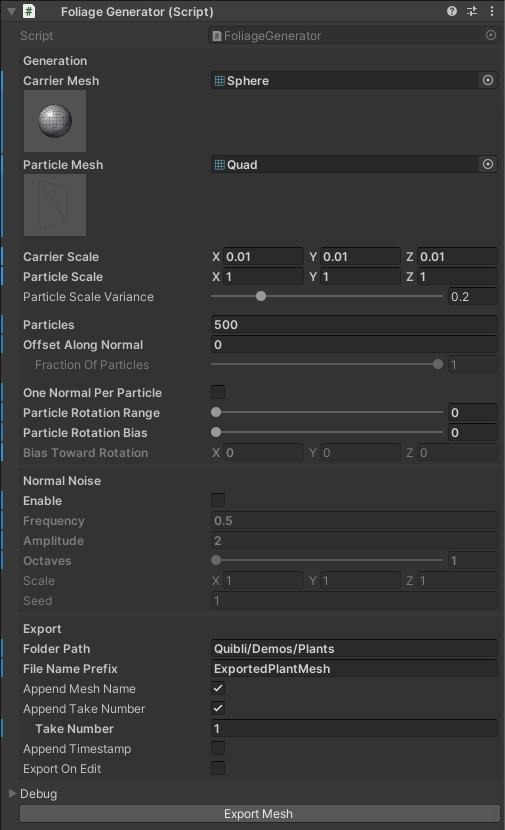 Foliage Generator (Script)
Script FoliageGenerator
Generation
Carrier Mesh Sphere
Particle Mesh Quad
Carrier Scale X 0.01 Y 0.01 Z 0.01
Particle Scale X 1 Y 1 Z 1
Particle Scale Variance 0.2
Particles 500
Offset Along Normal 0
Fraction Of Particles 1
One Normal Per Particle
Particle Rotation Range 0
Particle Rotation Bias 0
Bias Toward Rotation X 0 Y 0 Z 0
Normal Noise
Enable
Frequency 0.5
Amplitude 2
Octaves 1
Scale X 1 Y 1 Z 1
Seed 1
Export
Folder Path Quibli/Demos/Plants
File Name Prefix ExportedPlantMesh
Append Mesh Name
Append Take Number
Take Number 1
Append Timestamp
Export On Edit
Debug
Export Mesh